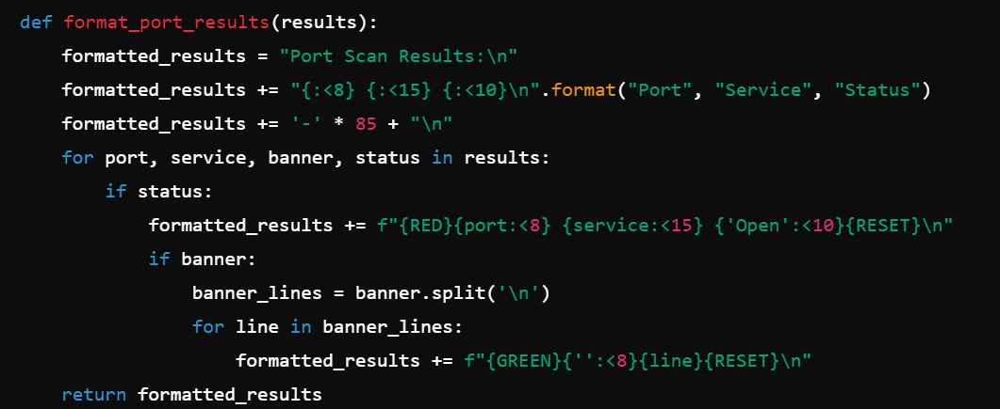 def format_port_results(results):
    formatted_results = "Port Scan Results:\n"
    formatted_results += "{:<8} {:<15} {:<10}\n".format("Port", "Service", "Status")
    formatted_results += '-' * 85 + "\n"
    for port, service, banner, status in results:
        if status:
            formatted_results += f"{RED}{port:<8} {service:<15} {'Open':<10}{RESET}\n"
            if banner:
                banner_lines = banner.split('\n')
                for line in banner_lines:
                    formatted_results += f"{GREEN}{'':<8}{line}{RESET}\n"
    return formatted_results